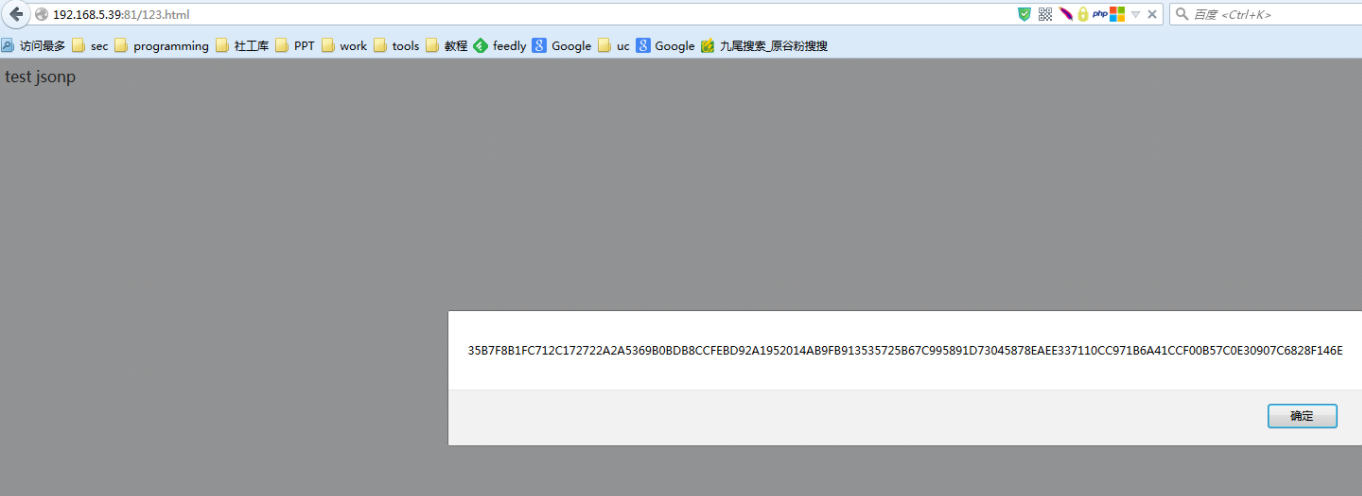 192.168.5.39:81/123.html php 百度 <Ctrl+K>
访问最多 sec programming 社工库 PPT work tools 教程 feedly Google uc Google 九尾搜索_原谷粉搜搜
test jsonp
35B7F8B1FC712C172722A2A5369B0BDB8CCFEBD92A1952014AB9FB913535725B67C995891D73045878EAEE337110CC971B6A41CCF00B57C0E30907C6828F146E
确定